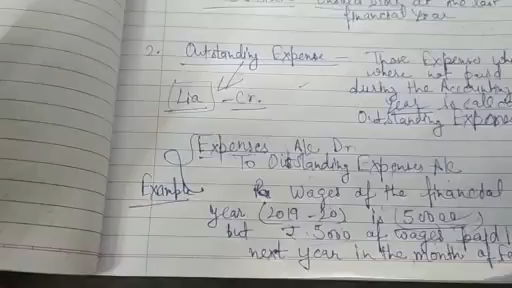 financial year
2. Outstanding Expense - Those Expenses
where not paid
[Lia] - Cr. during the Accounting
year is called
Outstanding Expense
Expenses A/c Dr.
To Outstanding Expenses A/c
Example Wages of the financial
year (2019-20) is (50000)
but ₹ 5000 of wages paid
next year in the month of